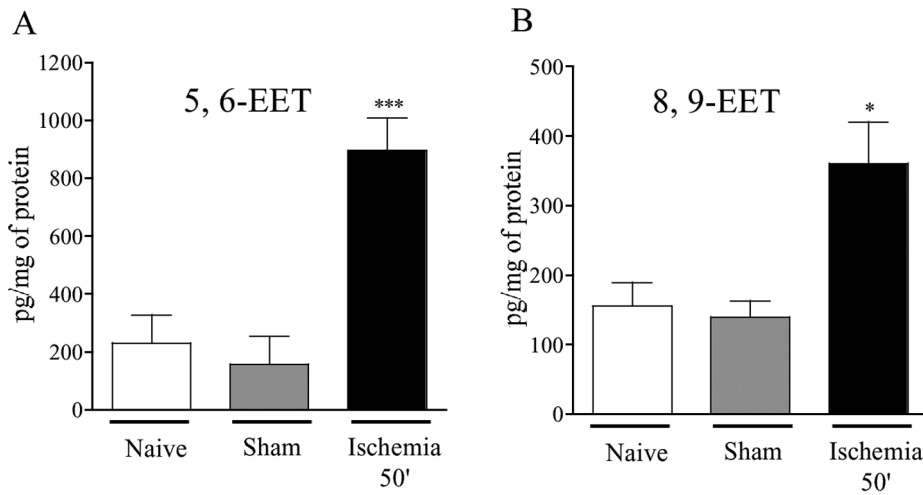 A
1200
1000
800
600
400
200
0
pg/mg of protein
5, 6-EET
***
Naive
Sham
Ischemia
50'
B
500
400
300
200
100
0
pg/mg of protein
8, 9-EET
*
Naive
Sham
Ischemia
50'